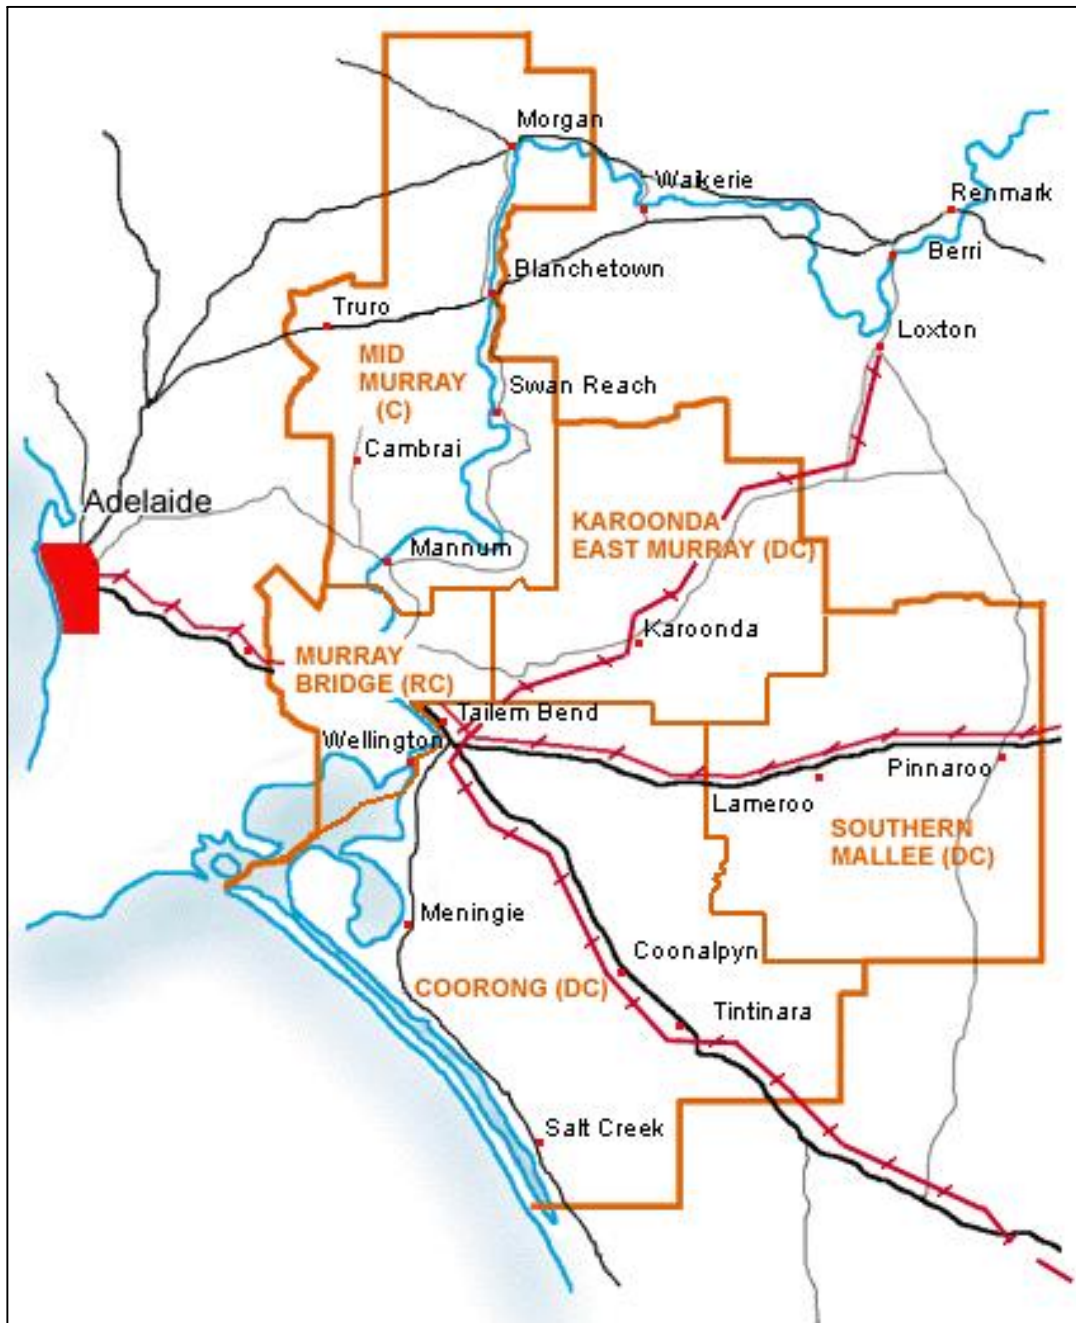 Morgan
Waikerie
Renmark
Berri
Blanchetown
Truro
Loxton
MID
MURRAY
(C)
Swan Reach
Cambrai
Adelaide
KAROONDA
EAST MURRAY (DC)
Mannum
Karoonda
MURRAY
BRIDGE (RC)
Tailem Bend
Wellington
Pinnaroo
Lameroo
SOUTHERN
MALLEE (DC)
Meningie
Coonalpyn
COORONG (DC)
Tintinara
Salt Creek